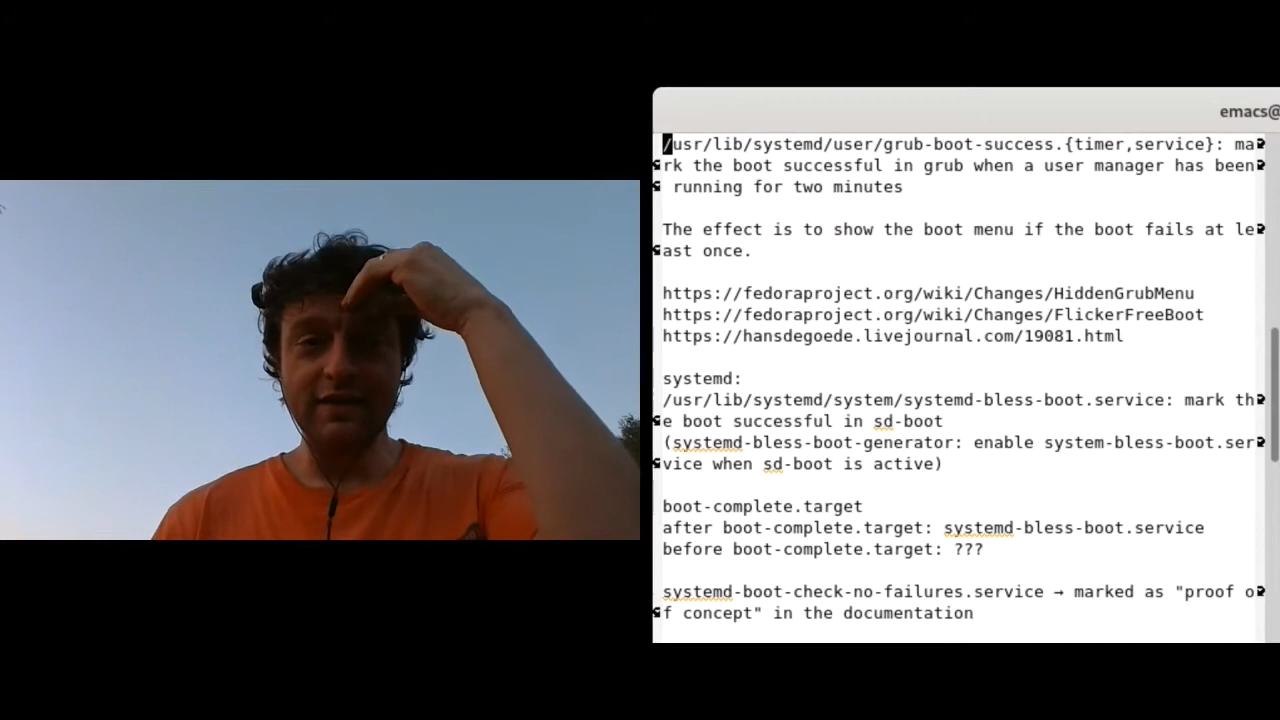 emacs@
/usr/lib/systemd/user/grub-boot-success.{timer,service}: ma
rk the boot successful in grub when a user manager has been
running for two minutes
The effect is to show the boot menu if the boot fails at le
ast once.
https://fedoraproject.org/wiki/Changes/HiddenGrubMenu
https://fedoraproject.org/wiki/Changes/FlickerFreeBoot
https://hansdegoede.livejournal.com/19081.html
systemd:
/usr/lib/systemd/system/systemd-bless-boot.service: mark th
e boot successful in sd-boot
(systemd-bless-boot-generator: enable system-bless-boot.ser
vice when sd-boot is active)
boot-complete.target
after boot-complete.target: systemd-bless-boot.service
before boot-complete.target: ???
systemd-boot-check-no-failures.service → marked as "proof o
f concept" in the documentation